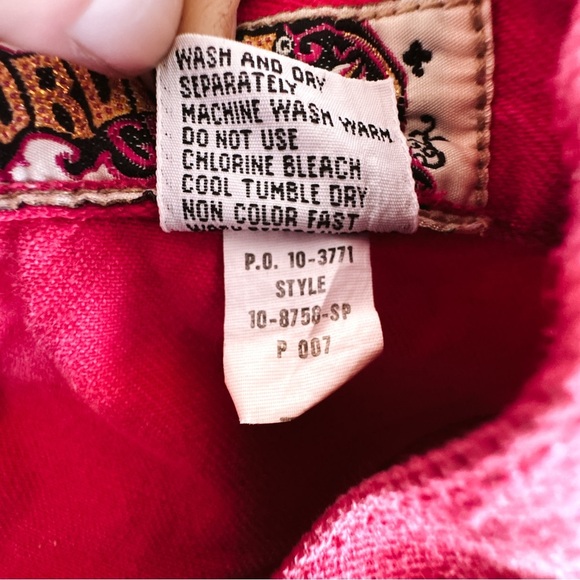 WASH AND DRY
SEPARATELY
MACHINE WASH WARM
DO NOT USE
CHLORINE BLEACH
COOL TUMBLE DRY
NON COLOR FAST
P.O. 10-3771
STYLE
10-8750-SP
P 007